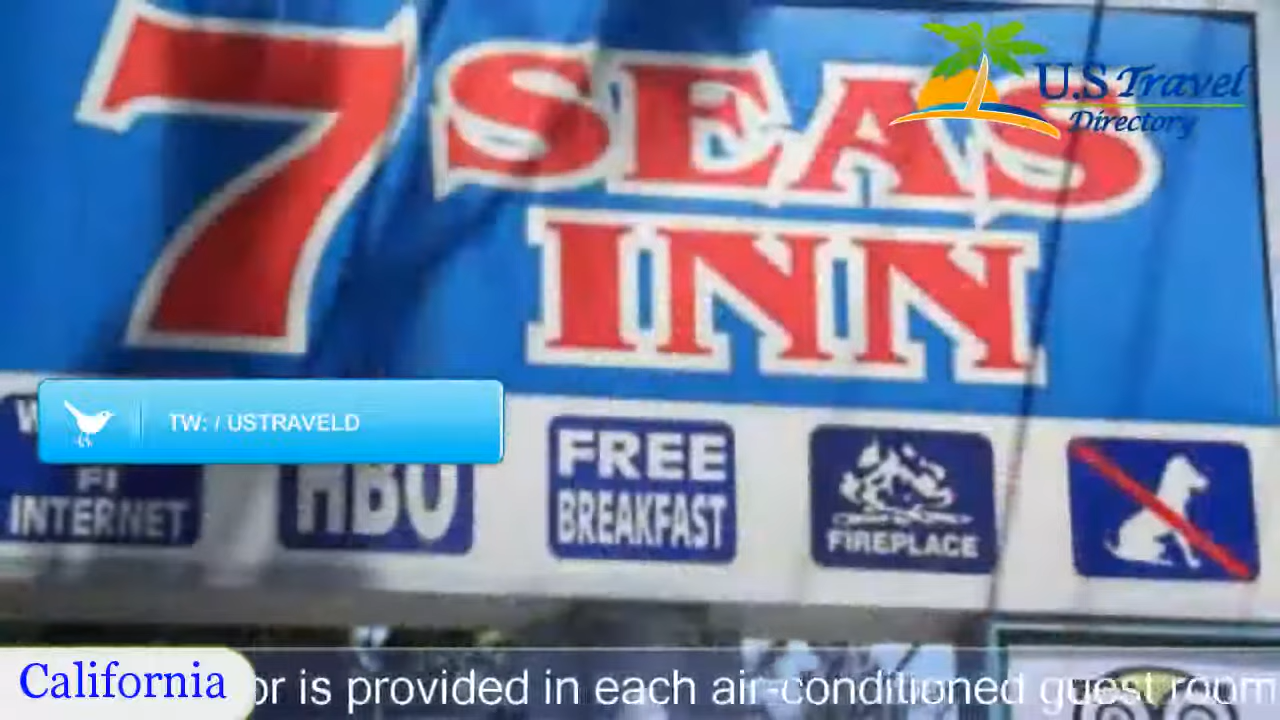 7 SEAS
INN
U.S Travel
Directory
TW: / USTRAVELD
FI
INTERNET
HBO
FREE
BREAKFAST
FIREPLACE
California
or is provided in each air-conditioned guest room